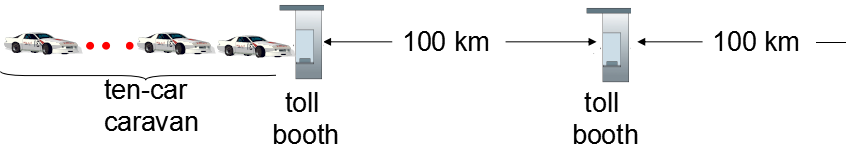 100 km
100 km
ten-car
caravan
toll
booth
toll
booth